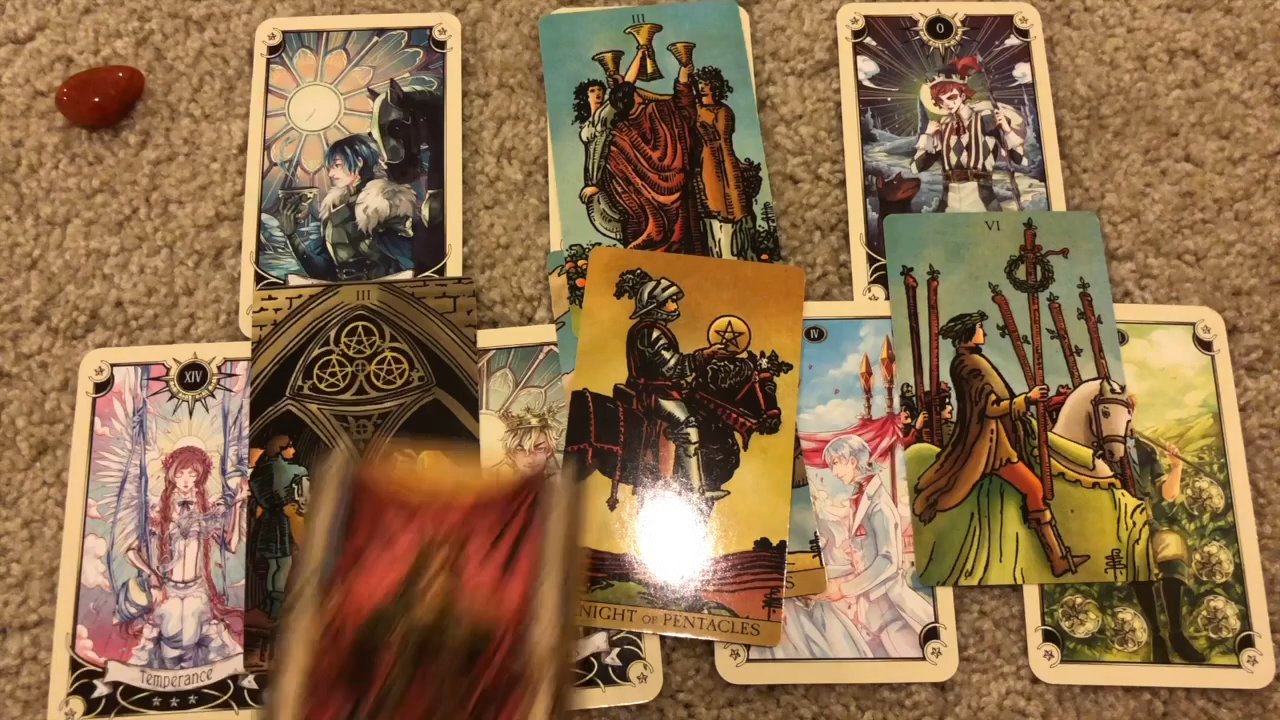 III
0
VI
III
XIV
IV
NIGHT OF PENTACLES
S
Temperance